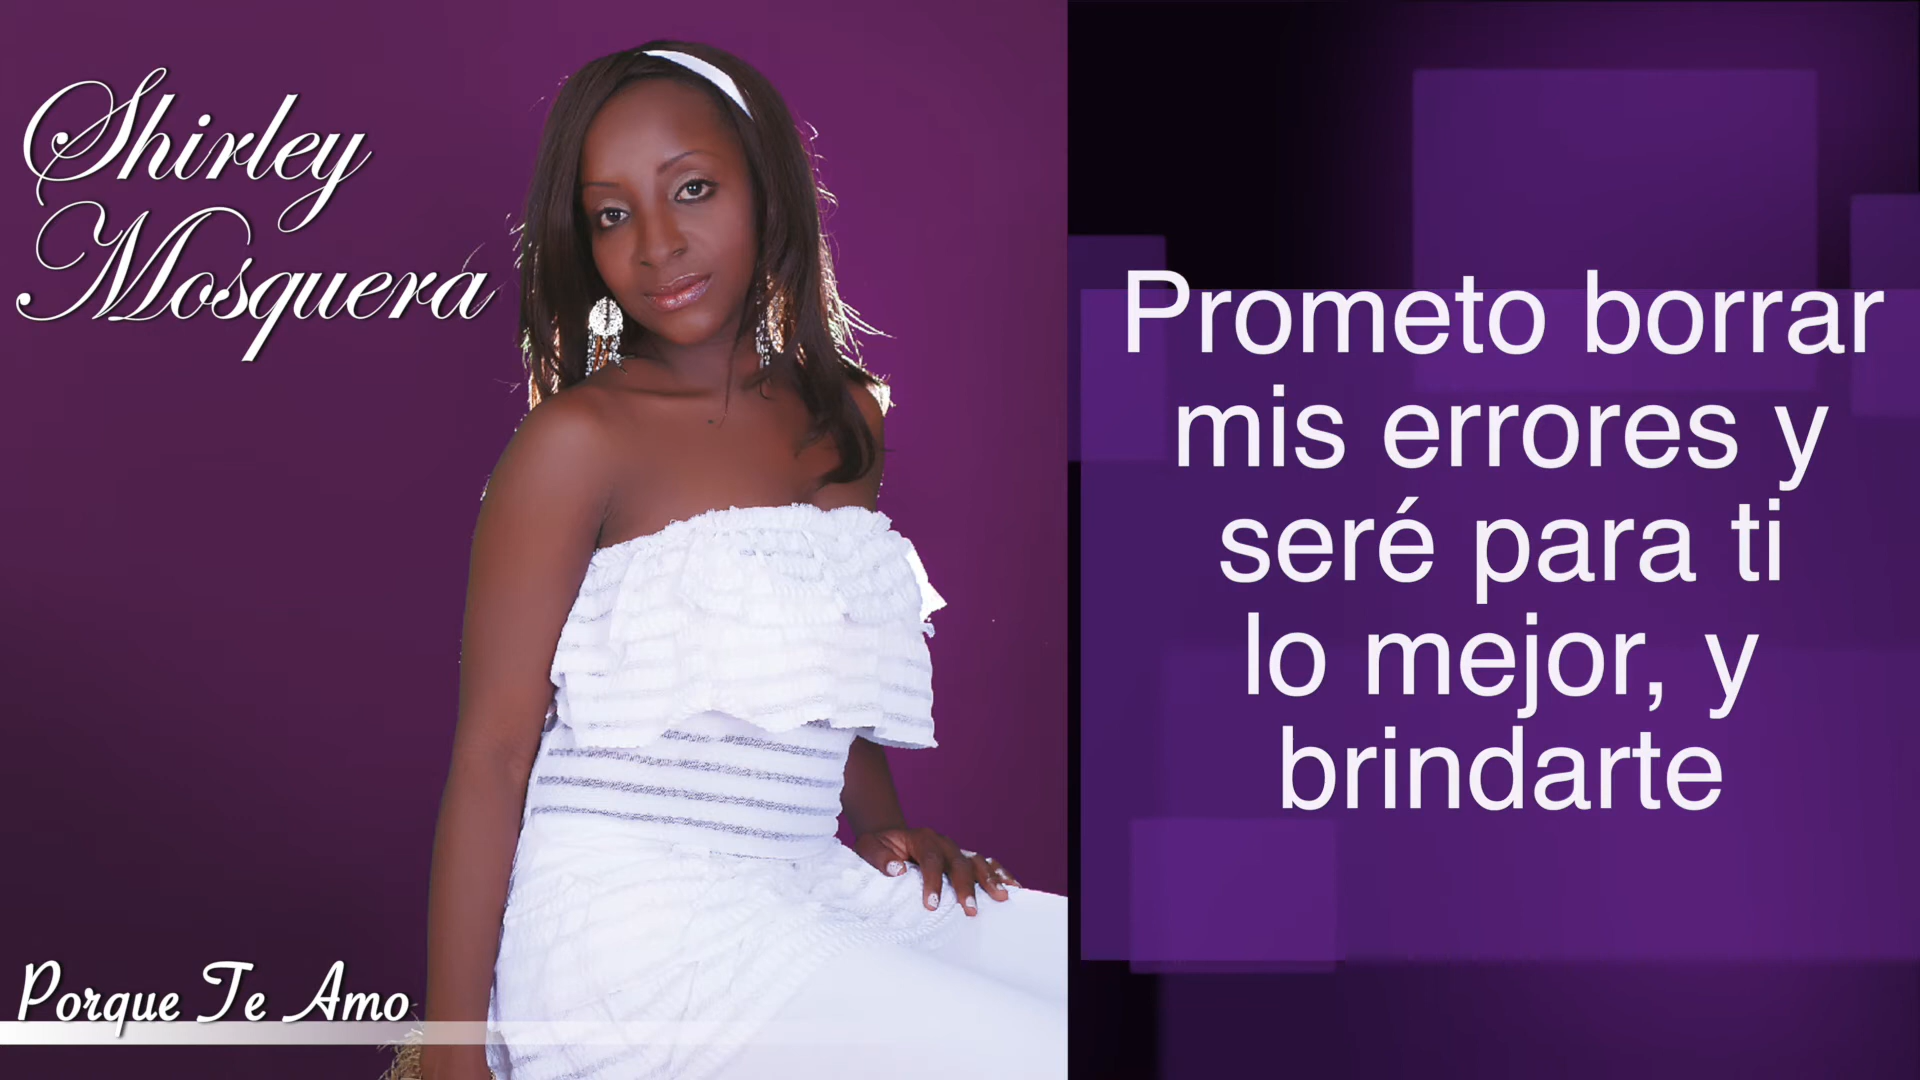 Shirley
Mosquera
Porque Te Amo
Prometo borrar
mis errores y
seré para ti
lo mejor, y
brindarte